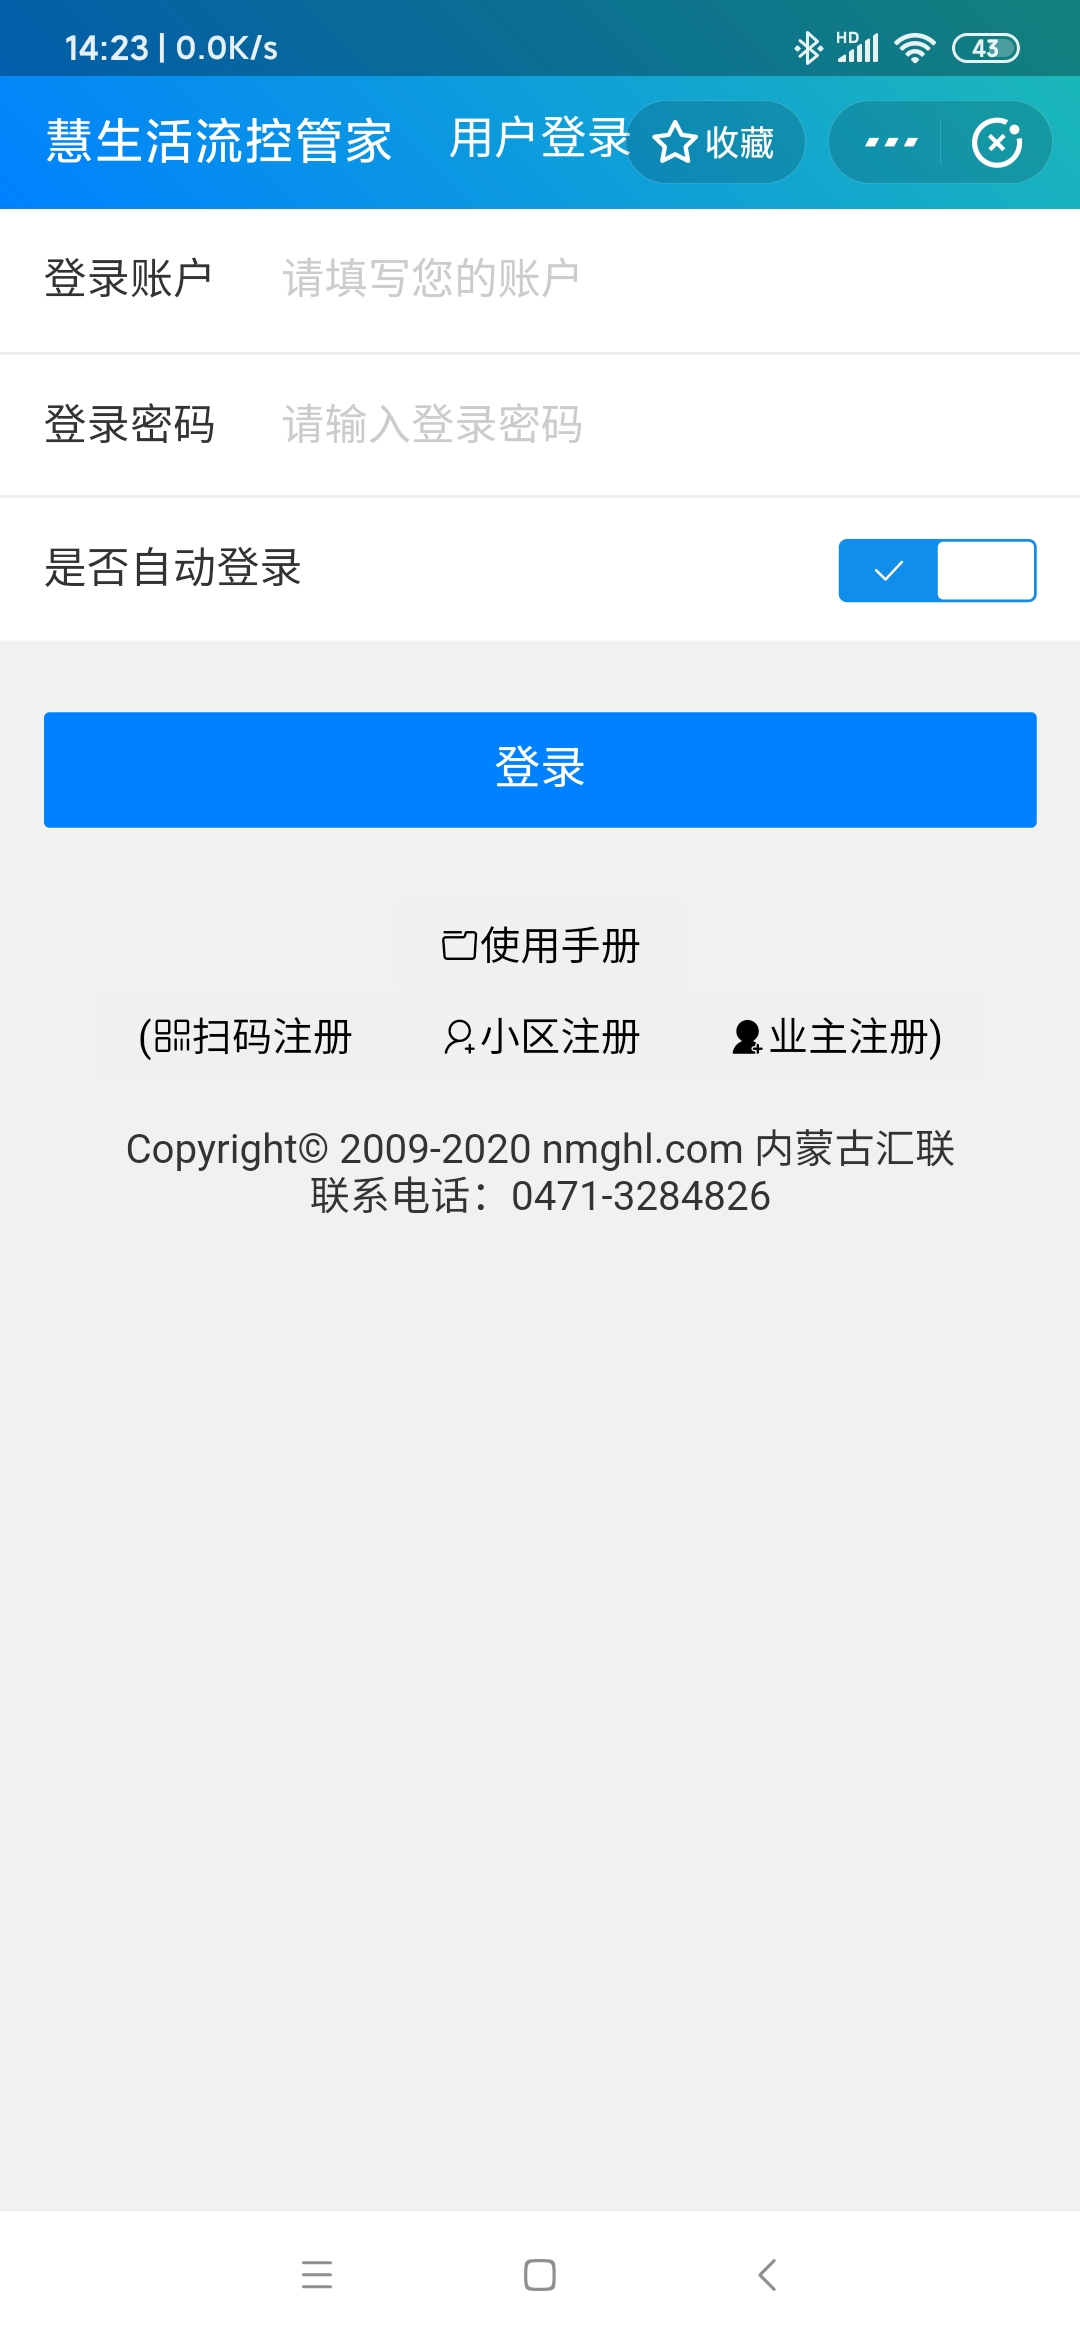 14:23 | 0.0K/s HD 43
慧生活流控管家 用户登录 收藏
登录账户 请填写您的账户
登录密码 请输入登录密码
是否自动登录
登录
使用手册
(扫码注册 小区注册 业主注册)
Copyright© 2009-2020 nmghl.com 内蒙古汇联
联系电话：0471-3284826